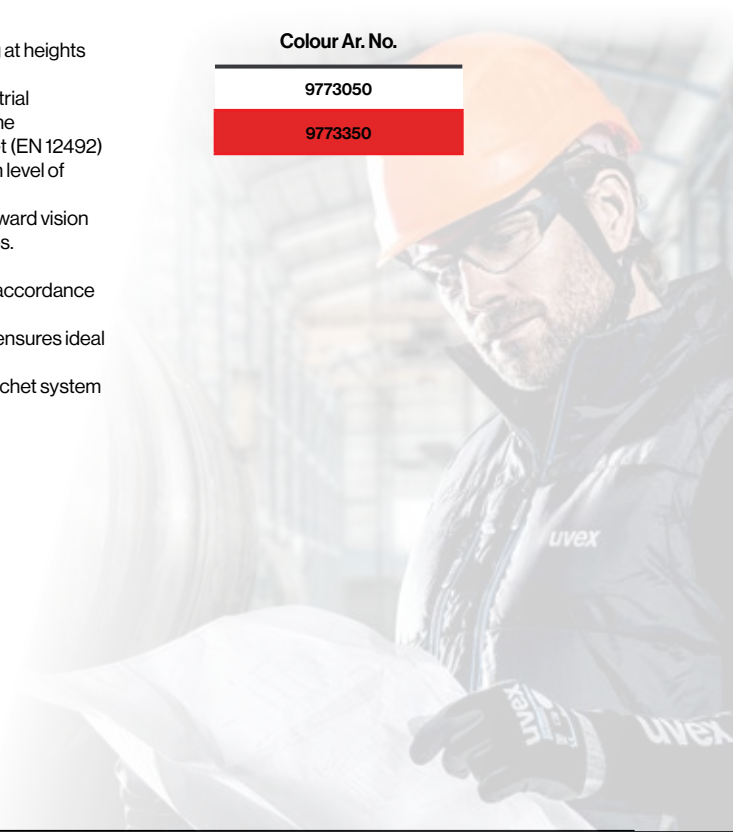 at heights
trial
(EN 12492)
level of
ward vision
s.
accordance
ensures ideal
chet system
Colour Ar. No.
9773050
9773350
uvex
uvex
uvex